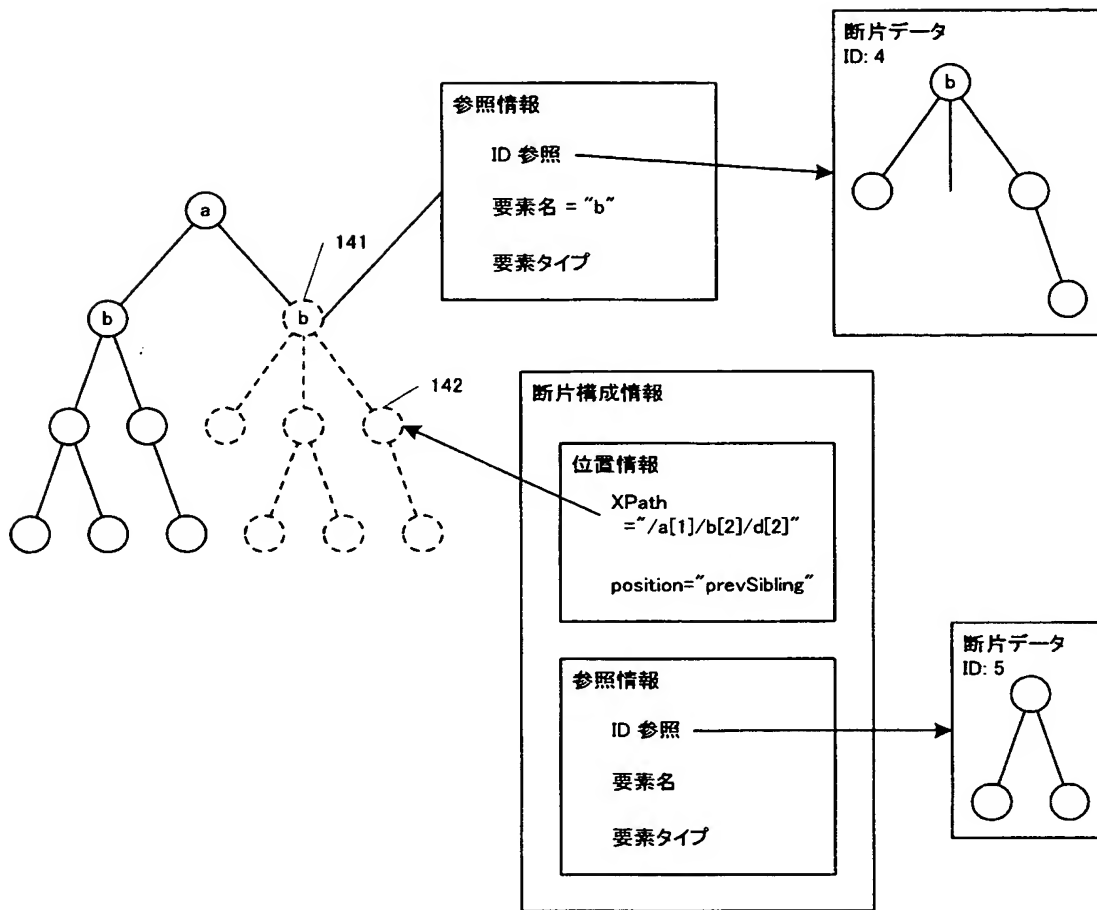 断片データ
ID: 4
b
参照情報
ID 参照
要素名 = "b"
要素タイプ
a
141
b
b
142
断片構成情報
位置情報
XPath
="/a[1]/b[2]/d[2]"
position="prevSibling"
断片データ
ID: 5
参照情報
ID 参照
要素名
要素タイプ